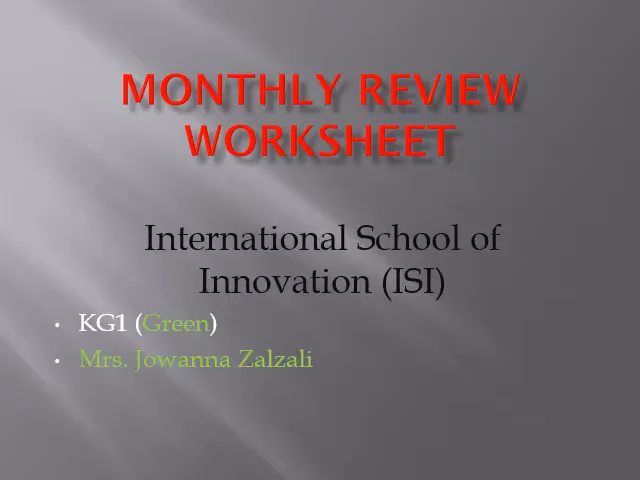 MONTHLY REVIEW
WORKSHEET
International School of
Innovation (ISI)
• KG1 (Green)
• Mrs. Jowanna Zalzali